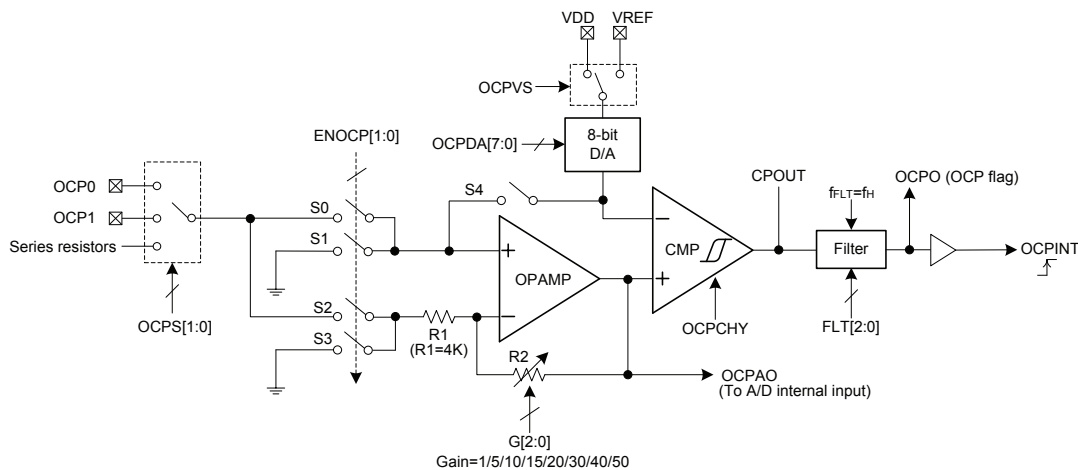 VDD VREF
OCPVS
ENOCP[1:0]
OCPDA[7:0]
8-bit
D/A
OCP0
OCP1
Series resistors
OCPS[1:0]
S0
S1
S2
S3
S4
R1
(R1=4K)
+
−
OPAMP
R2
G[2:0]
Gain=1/5/10/15/20/30/40/50
−
+
CMP
OCPCHY
CPOUT
fFLT=fH
Filter
FLT[2:0]
OCPO (OCP flag)
OCPINT
OCPAO
(To A/D internal input)